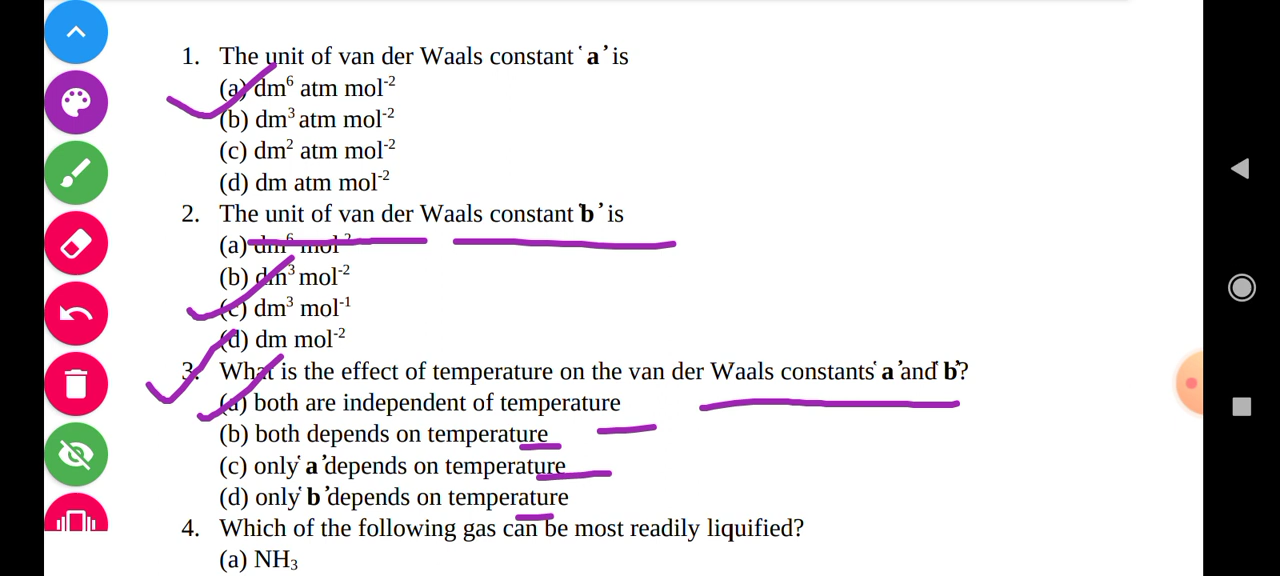 1. The unit of van der Waals constant ‘a’ is
(a) dm⁶ atm mol⁻²
(b) dm³ atm mol⁻²
(c) dm² atm mol⁻²
(d) dm atm mol⁻²
2. The unit of van der Waals constant ‘b’ is
(a) dm⁶ mol⁻²
(b) dm³ mol⁻²
(c) dm³ mol⁻¹
(d) dm mol⁻²
3. What is the effect of temperature on the van der Waals constants ‘a’ and ‘b’?
(a) both are independent of temperature
(b) both depends on temperature
(c) only ‘a’ depends on temperature
(d) only ‘b’ depends on temperature
4. Which of the following gas can be most readily liquified?
(a) NH₃